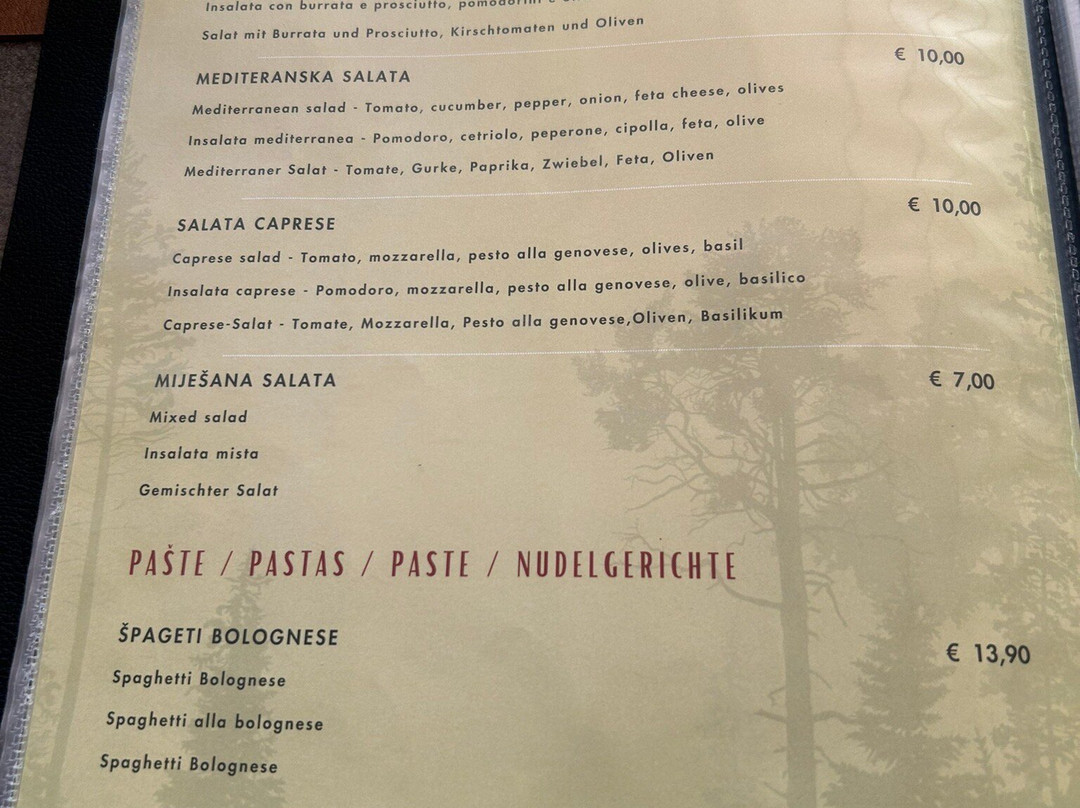 Insalata con burrata e prosciutto, pomodorini e
Salat mit Burrata und Prosciutto, Kirschtomaten und Oliven
MEDITERANSKA SALATA € 10,00
Mediterranean salad - Tomato, cucumber, pepper, onion, feta cheese, olives
Insalata mediterranea - Pomodoro, cetriolo, peperone, cipolla, feta, olive
Mediterraner Salat - Tomate, Gurke, Paprika, Zwiebel, Feta, Oliven
SALATA CAPRESE € 10,00
Caprese salad - Tomato, mozzarella, pesto alla genovese, olives, basil
Insalata caprese - Pomodoro, mozzarella, pesto alla genovese, olive, basilico
Caprese-Salat - Tomate, Mozzarella, Pesto alla genovese,Oliven, Basilikum
MIJEŠANA SALATA € 7,00
Mixed salad
Insalata mista
Gemischter Salat
PAŠTE / PASTAS / PASTE / NUDELGERICHTE
ŠPAGETI BOLOGNESE € 13,90
Spaghetti Bolognese
Spaghetti alla bolognese
Spaghetti Bolognese